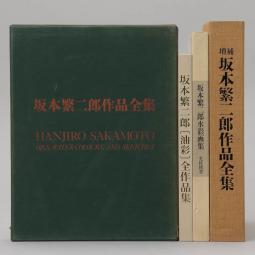 坂本繁二郎作品全集
HANJIRO SAKAMOTO
OILS, WATERCOLOURS AND SKETCHES
坂本繁二郎[油彩]全作品集
坂本繁二郎水彩画集
増補
坂本繁二郎作品全集